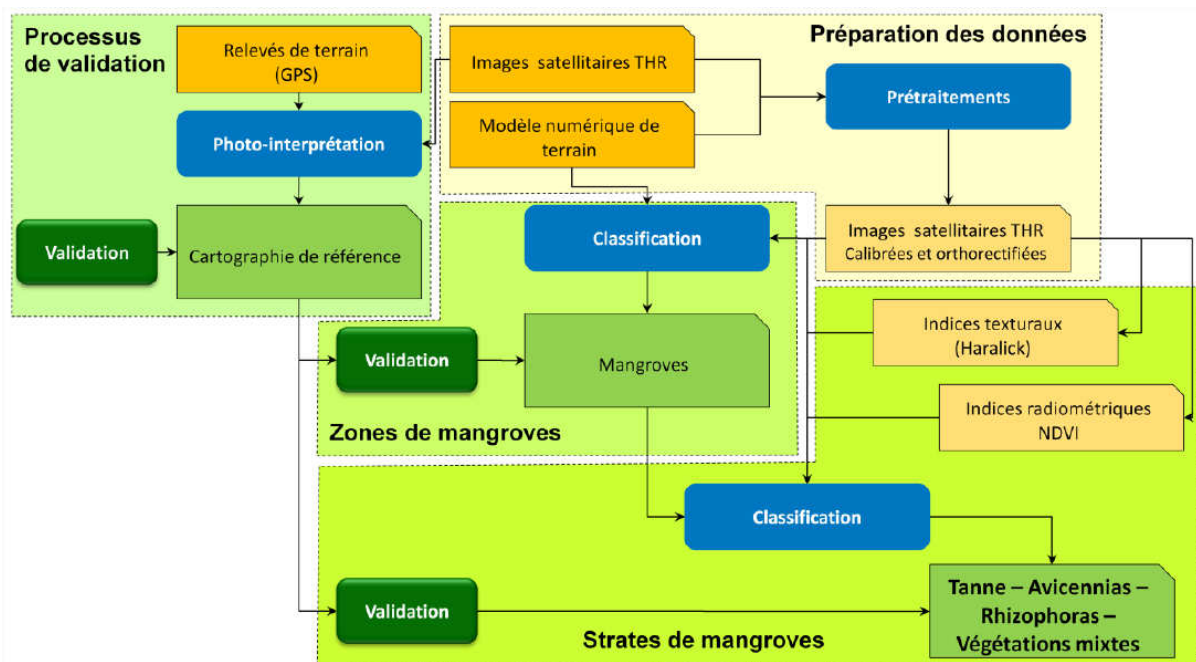 Processus
de validation
Relevés de terrain
(GPS)
Photo-interprétation
Validation
Cartographie de référence
Images satellitaires THR
Modèle numérique de
terrain
Préparation des données
Prétraitements
Images satellitaires THR
Calibrées et orthorectifiées
Classification
Validation
Mangroves
Zones de mangroves
Indices texturaux
(Haralick)
Indices radiométriques
NDVI
Classification
Validation
Tanne – Avicennias –
Rhizophoras –
Végétations mixtes
Strates de mangroves